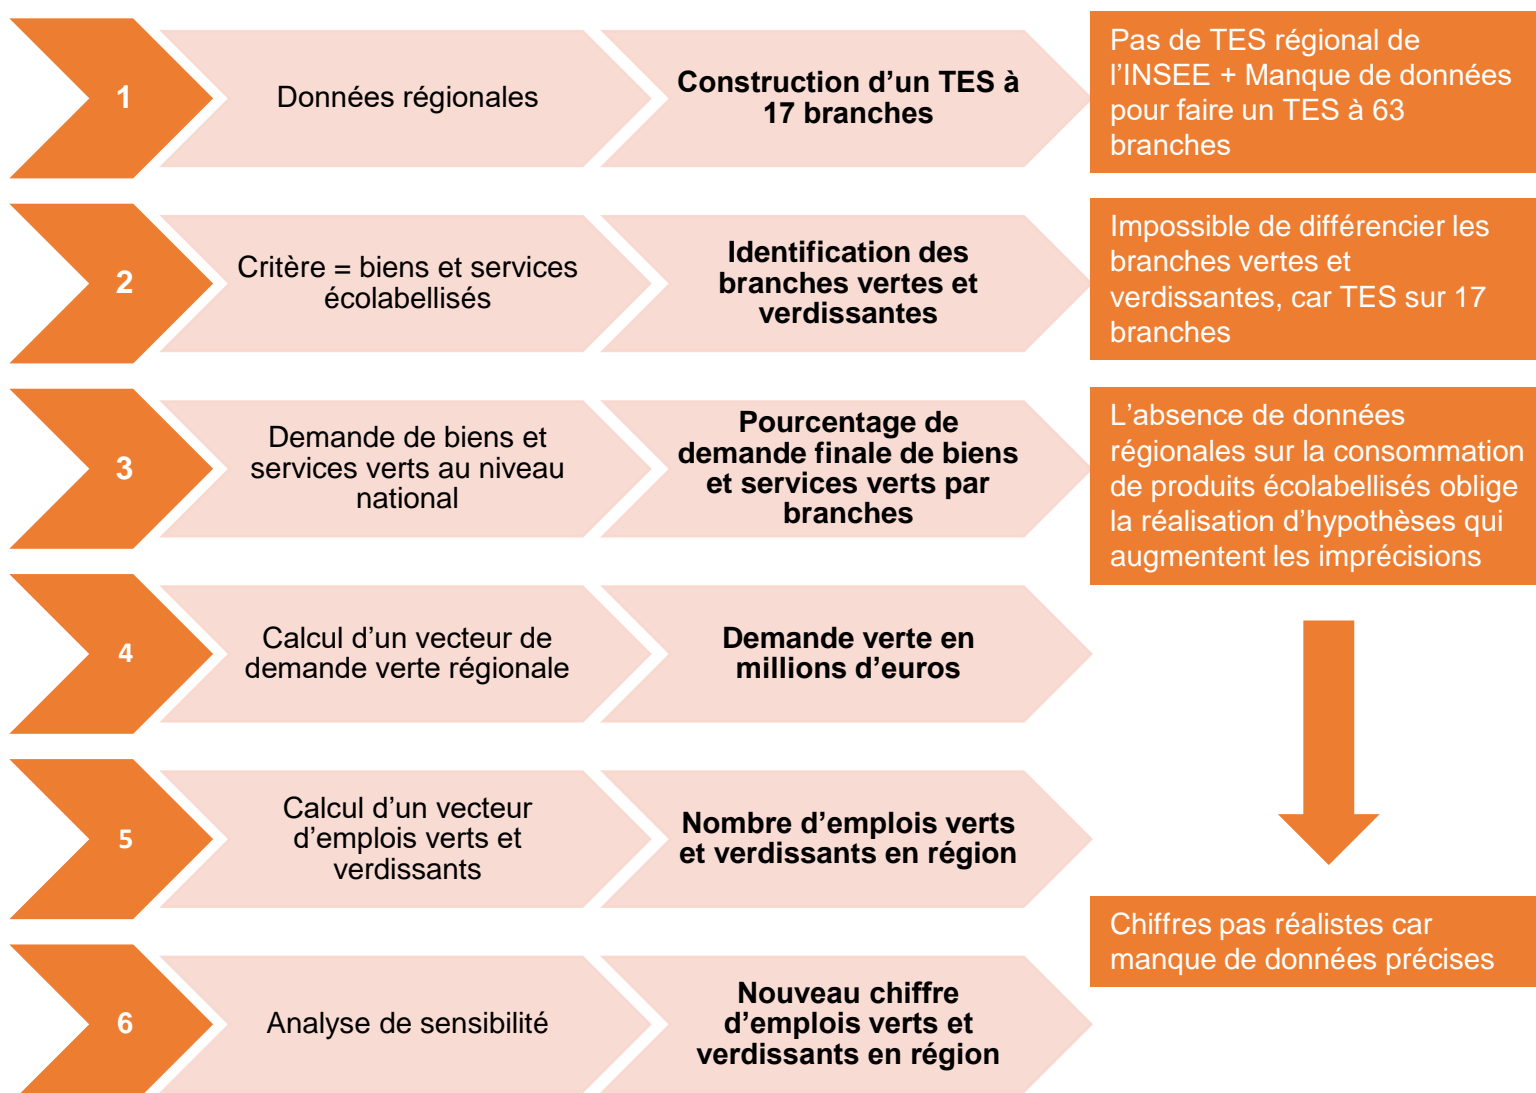 1
Données régionales
Construction d’un TES à
17 branches
Pas de TES régional de
l’INSEE + Manque de données
pour faire un TES à 63
branches
2
Critère = biens et services
écolabellisés
Identification des
branches vertes et
verdissantes
Impossible de différencier les
branches vertes et
verdissantes, car TES sur 17
branches
3
Demande de biens et
services verts au niveau
national
Pourcentage de
demande finale de biens
et services verts par
branches
L’absence de données
régionales sur la consommation
de produits écolabellisés oblige
la réalisation d’hypothèses qui
augmentent les imprécisions
4
Calcul d’un vecteur de
demande verte régionale
Demande verte en
millions d’euros
5
Calcul d’un vecteur
d’emplois verts et
verdissants
Nombre d’emplois verts
et verdissants en région
Chiffres pas réalistes car
manque de données précises
6
Analyse de sensibilité
Nouveau chiffre
d’emplois verts et
verdissants en région